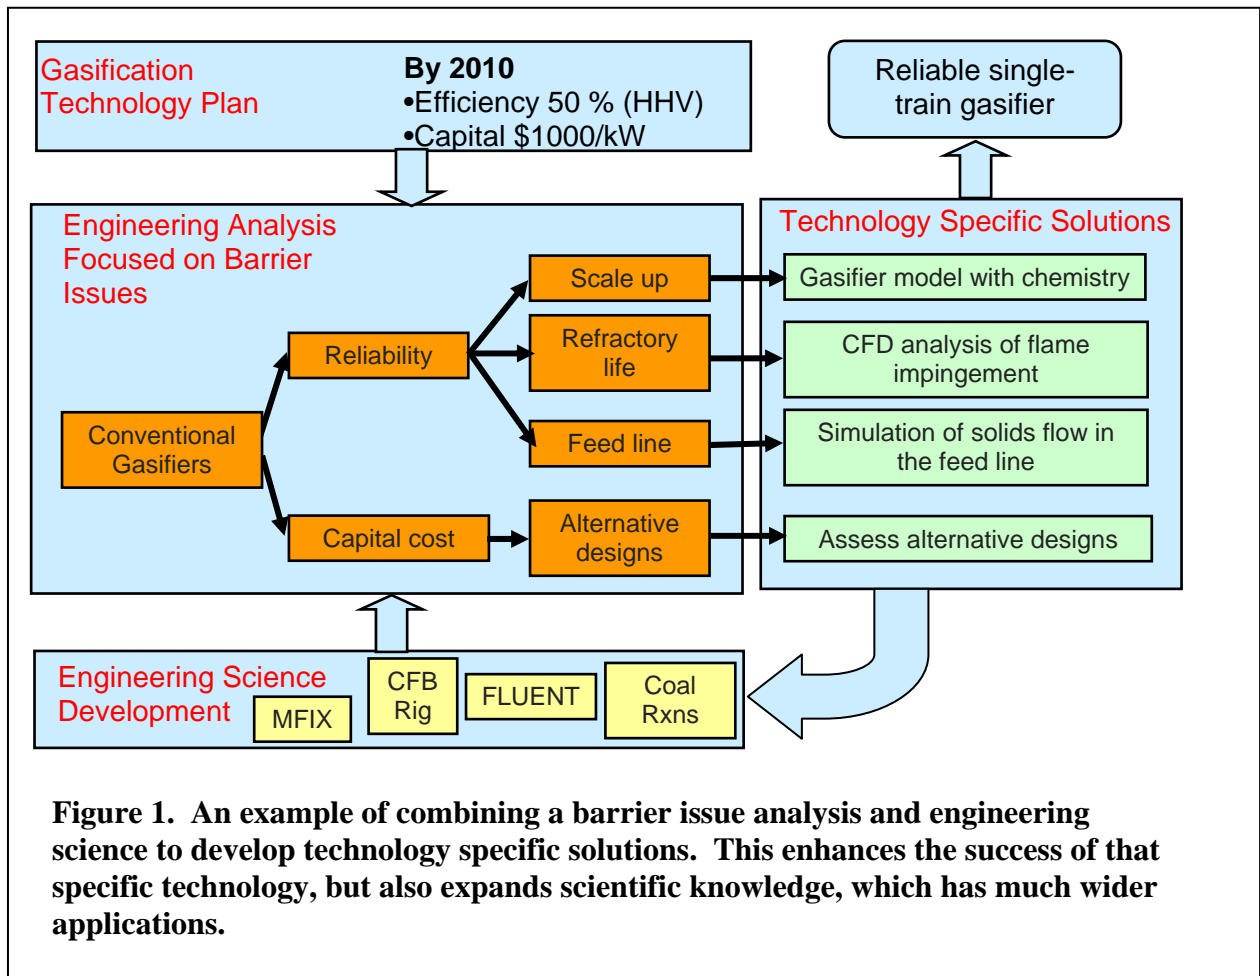 Gasification
Technology Plan
By 2010
•Efficiency 50 % (HHV)
•Capital $1000/kW
Reliable single-
train gasifier
Engineering Analysis
Focused on Barrier
Issues
Technology Specific Solutions
Conventional
Gasifiers
Reliability
Capital cost
Scale up
Refractory
life
Feed line
Alternative
designs
Gasifier model with chemistry
CFD analysis of flame
impingement
Simulation of solids flow in
the feed line
Assess alternative designs
Engineering Science
Development
MFIX
CFB
Rig
FLUENT
Coal
Rxns
Figure 1.  An example of combining a barrier issue analysis and engineering
science to develop technology specific solutions.  This enhances the success of that
specific technology, but also expands scientific knowledge, which has much wider
applications.